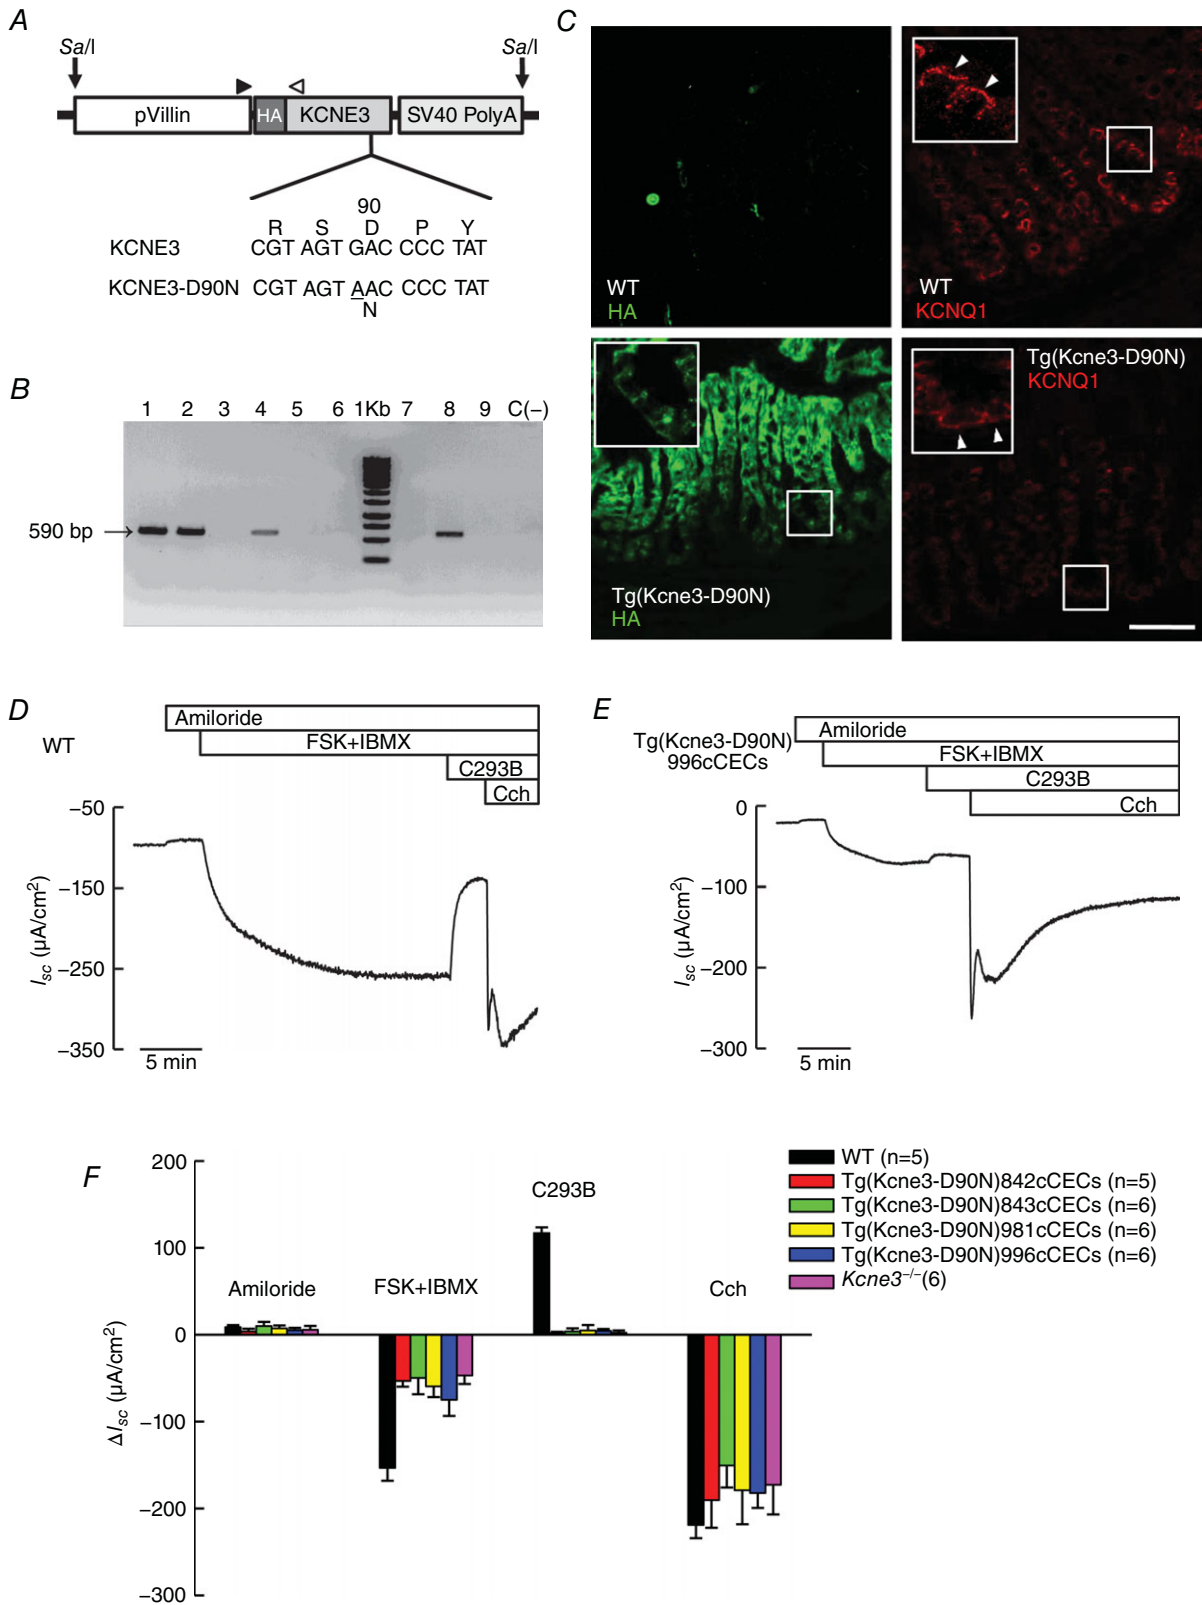 A
SalI
SalI
pVillin
HA
KCNE3
SV40 PolyA
90
R S D P Y
KCNE3 CGT AGT GAC CCC TAT
KCNE3-D90N CGT AGT AAC CCC TAT
N
B
1 2 3 4 5 6 1Kb 7 8 9 C(−)
590 bp
C
WT
HA
WT
KCNQ1
Tg(Kcne3-D90N)
HA
Tg(Kcne3-D90N)
KCNQ1
D
WT
Amiloride
FSK+IBMX
C293B
Cch
−50
−150
−250
−350
Isc (µA/cm²)
5 min
E
Tg(Kcne3-D90N)
996cCECs
Amiloride
FSK+IBMX
C293B
Cch
0
−100
−200
−300
Isc (µA/cm²)
5 min
F
200
100
0
−100
−200
−300
ΔIsc (µA/cm²)
Amiloride
FSK+IBMX
C293B
Cch
WT (n=5)
Tg(Kcne3-D90N)842cCECs (n=5)
Tg(Kcne3-D90N)843cCECs (n=6)
Tg(Kcne3-D90N)981cCECs (n=6)
Tg(Kcne3-D90N)996cCECs (n=6)
Kcne3⁻/⁻(6)